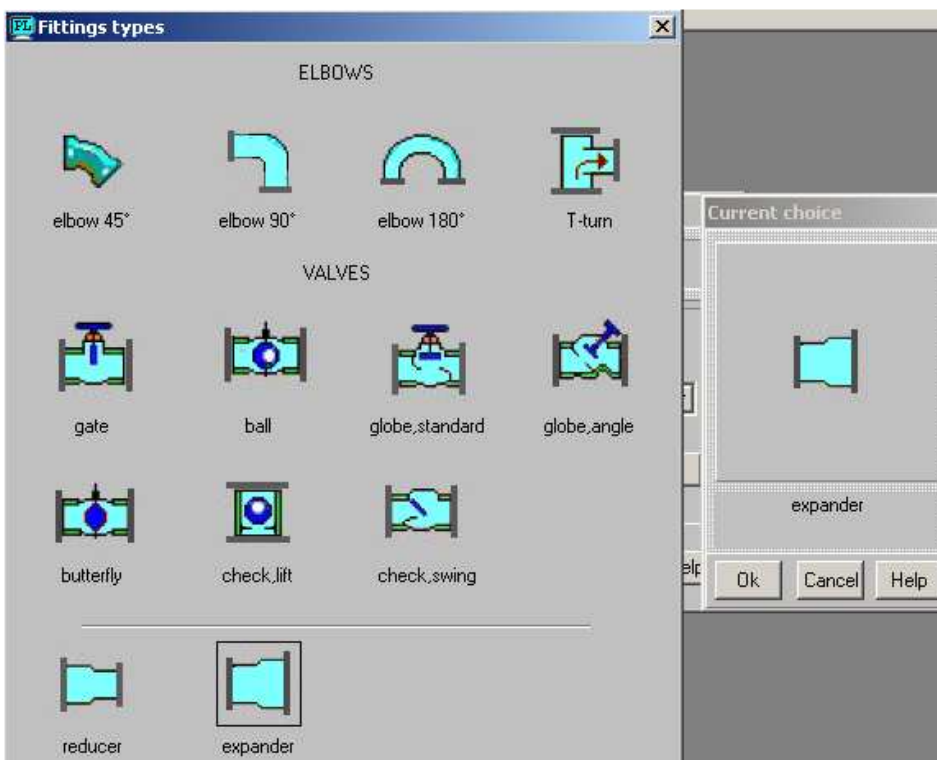 Fittings types
ELBOWS
elbow 45° elbow 90° elbow 180° T-turn
VALVES
gate ball globe,standard globe,angle
butterfly check,lift check,swing
reducer expander
Current choice
expander
Ok Cancel Help